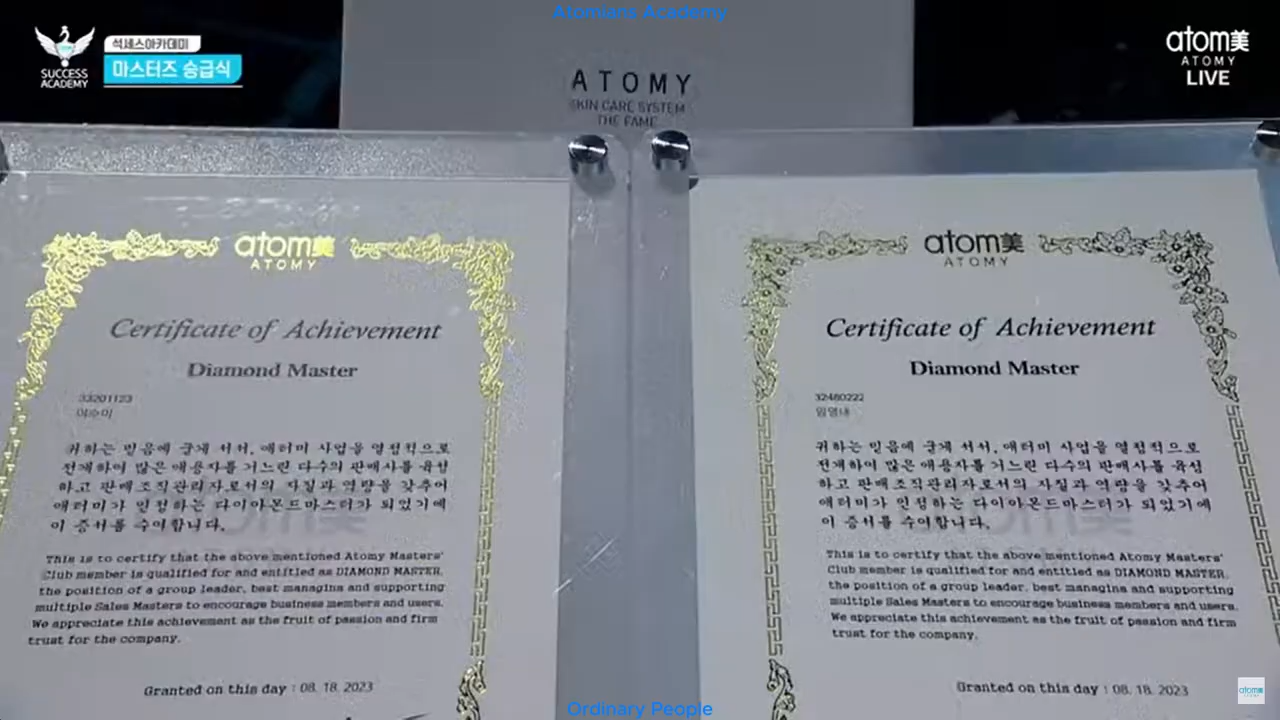 Atomians Academy
SUCCESS
ACADEMY
석세스아카데미
마스터즈 승급식
atom美
ATOMY
LIVE
ATOMY
SKIN CARE SYSTEM
THE FAME
atom美
ATOMY
Certificate of Achievement
Diamond Master
33201123
이수미
귀하는 믿음에 굳게 서서, 애터미 사업을 열정적으로
전개하여 많은 애용자를 거느린 다수의 판매사를 육성
하고 판매조직관리자로서의 자질과 역량을 갖추어
애터미가 인정하는 다이아몬드마스터가 되었기에
이 증서를 수여합니다.
This is to certify that the above mentioned Atomy Masters'
Club member is qualified for and entitled as DIAMOND MASTER,
the position of a group leader, best managing and supporting
multiple Sales Masters to encourage business members and users.
We appreciate this achievement as the fruit of passion and firm
trust for the company.
Granted on this day : 08. 18. 2023
atom美
ATOMY
Certificate of Achievement
Diamond Master
32480222
임영내
귀하는 믿음에 굳게 서서, 애터미 사업을 열정적으로
전개하여 많은 애용자를 거느린 다수의 판매사를 육성
하고 판매조직관리자로서의 자질과 역량을 갖추어
애터미가 인정하는 다이아몬드마스터가 되었기에
이 증서를 수여합니다.
This is to certify that the above mentioned Atomy Masters'
Club member is qualified for and entitled as DIAMOND MASTER,
the position of a group leader, best managing and supporting
multiple Sales Masters to encourage business members and users.
We appreciate this achievement as the fruit of passion and firm
trust for the company.
Granted on this day : 08. 18. 2023
atom美
ATOMY
Ordinary People